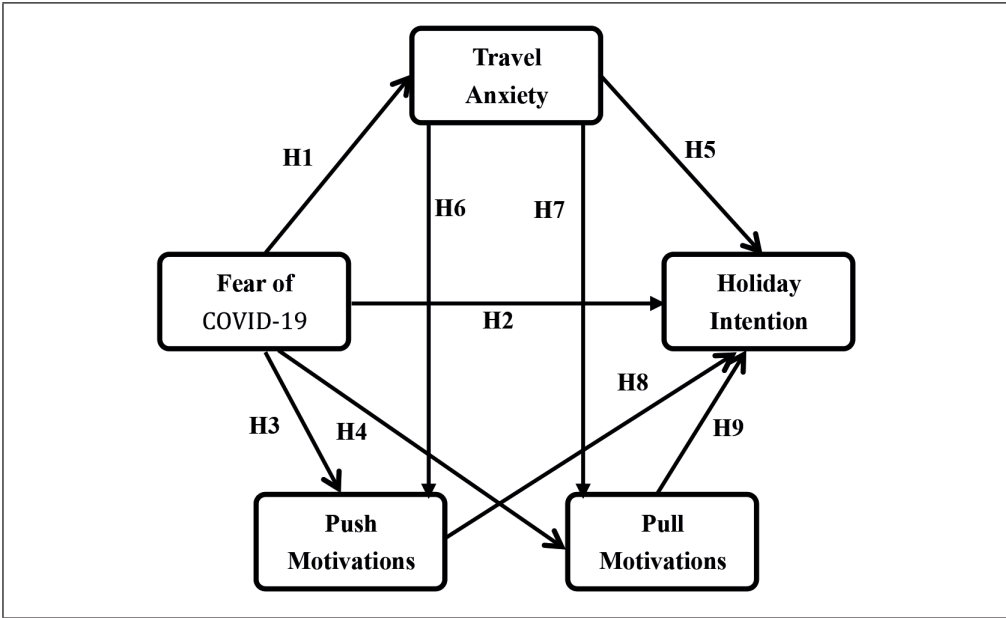 Travel
Anxiety
H1
H5
H6
H7
Fear of
COVID-19
H2
Holiday
Intention
H3
H4
H8
H9
Push
Motivations
Pull
Motivations